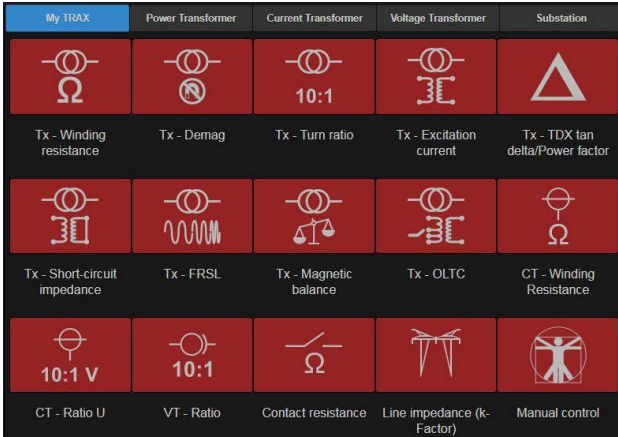 My TRAX
Power Transformer
Current Transformer
Voltage Transformer
Substation
Ω
10:1
Tx - Winding
resistance
Tx - Demag
Tx - Turn ratio
Tx - Excitation
current
Tx - TDX tan
delta/Power factor
Ω
Tx - Short-circuit
impedance
Tx - FRSL
Tx - Magnetic
balance
Tx - OLTC
CT - Winding
Resistance
10:1 V
10:1
Ω
CT - Ratio U
VT - Ratio
Contact resistance
Line impedance (k-
Factor)
Manual control